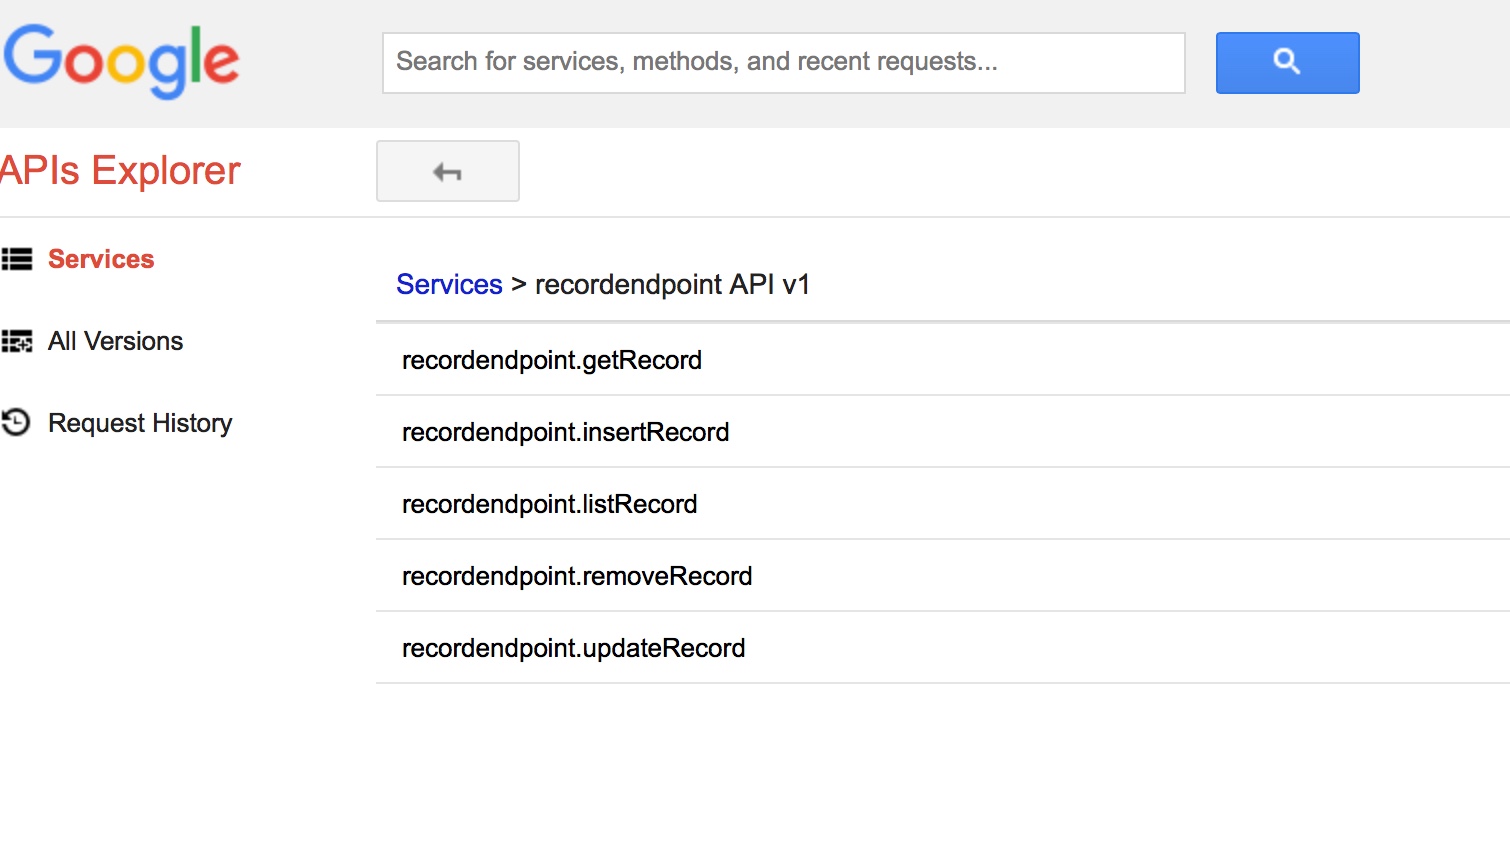 Google
Search for services, methods, and recent requests...
APIs Explorer
Services
All Versions
Request History
Services > recordendpoint API v1
recordendpoint.getRecord
recordendpoint.insertRecord
recordendpoint.listRecord
recordendpoint.removeRecord
recordendpoint.updateRecord